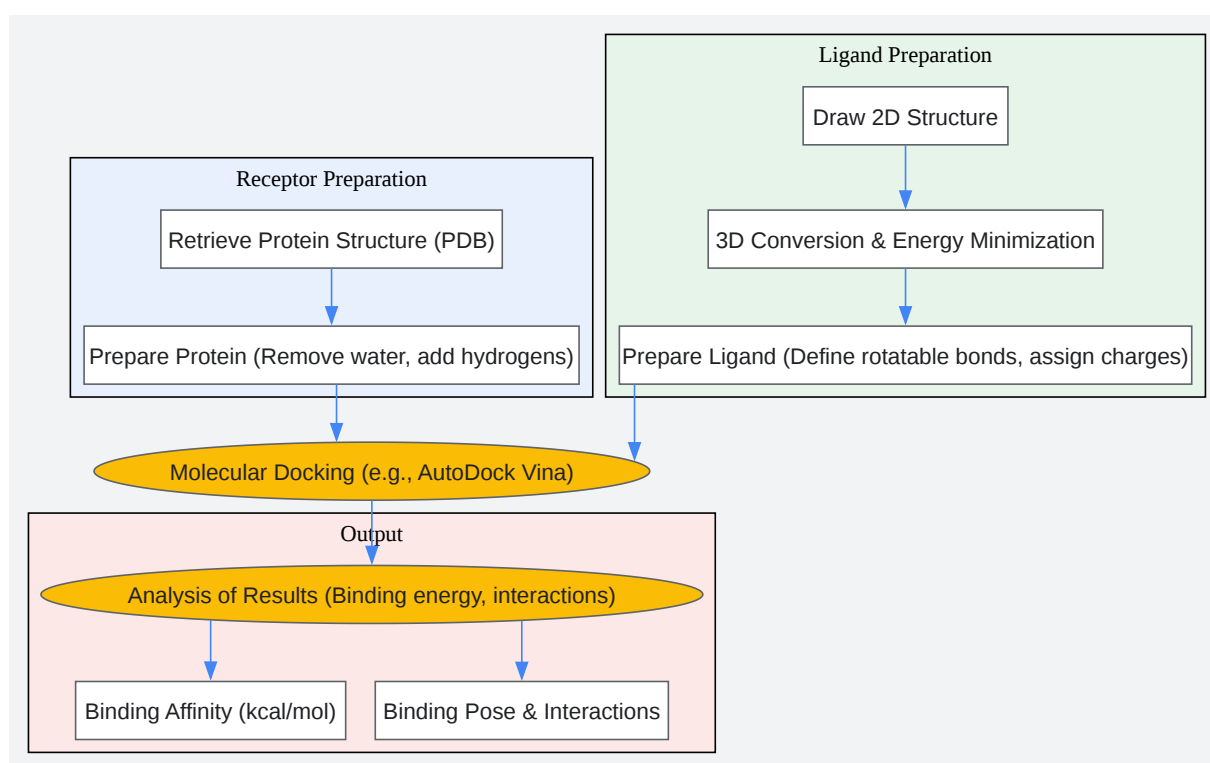 Ligand Preparation
Draw 2D Structure
Receptor Preparation
Retrieve Protein Structure (PDB)
3D Conversion & Energy Minimization
Prepare Protein (Remove water, add hydrogens)
Prepare Ligand (Define rotatable bonds, assign charges)
Molecular Docking (e.g., AutoDock Vina)
Output
Analysis of Results (Binding energy, interactions)
Binding Affinity (kcal/mol)
Binding Pose & Interactions